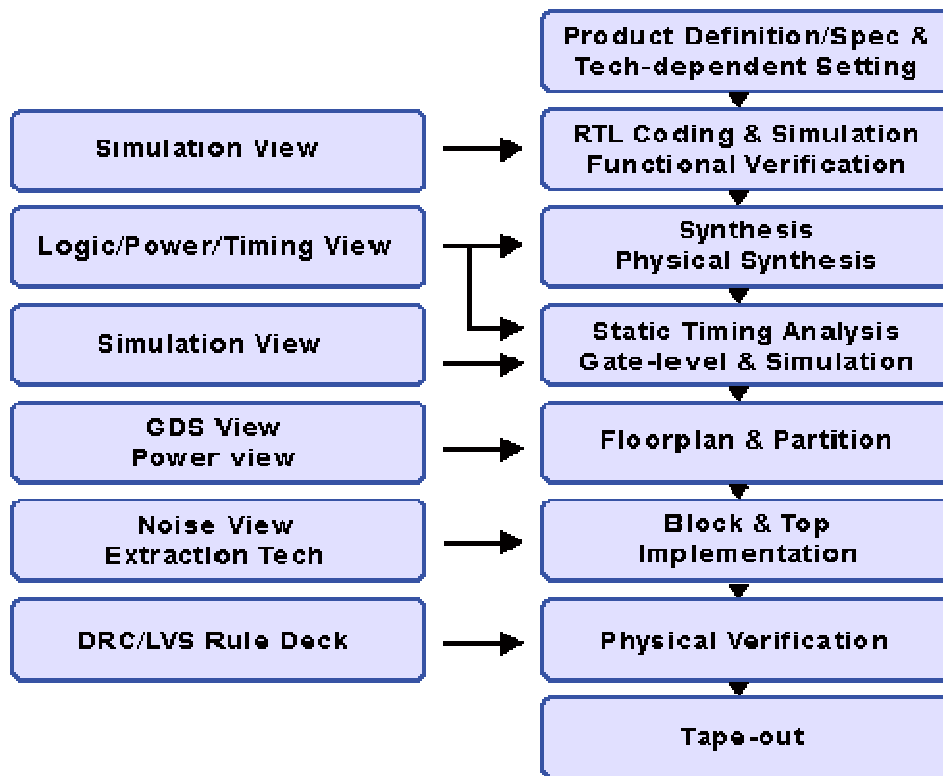 Product Definition/Spec &
Tech-dependent Setting
Simulation View
RTL Coding & Simulation
Functional Verification
Logic/Power/Timing View
Synthesis
Physical Synthesis
Simulation View
Static Timing Analysis
Gate-level & Simulation
GDS View
Power view
Floorplan & Partition
Noise View
Extraction Tech
Block & Top
Implementation
DRC/LVS Rule Deck
Physical Verification
Tape-out